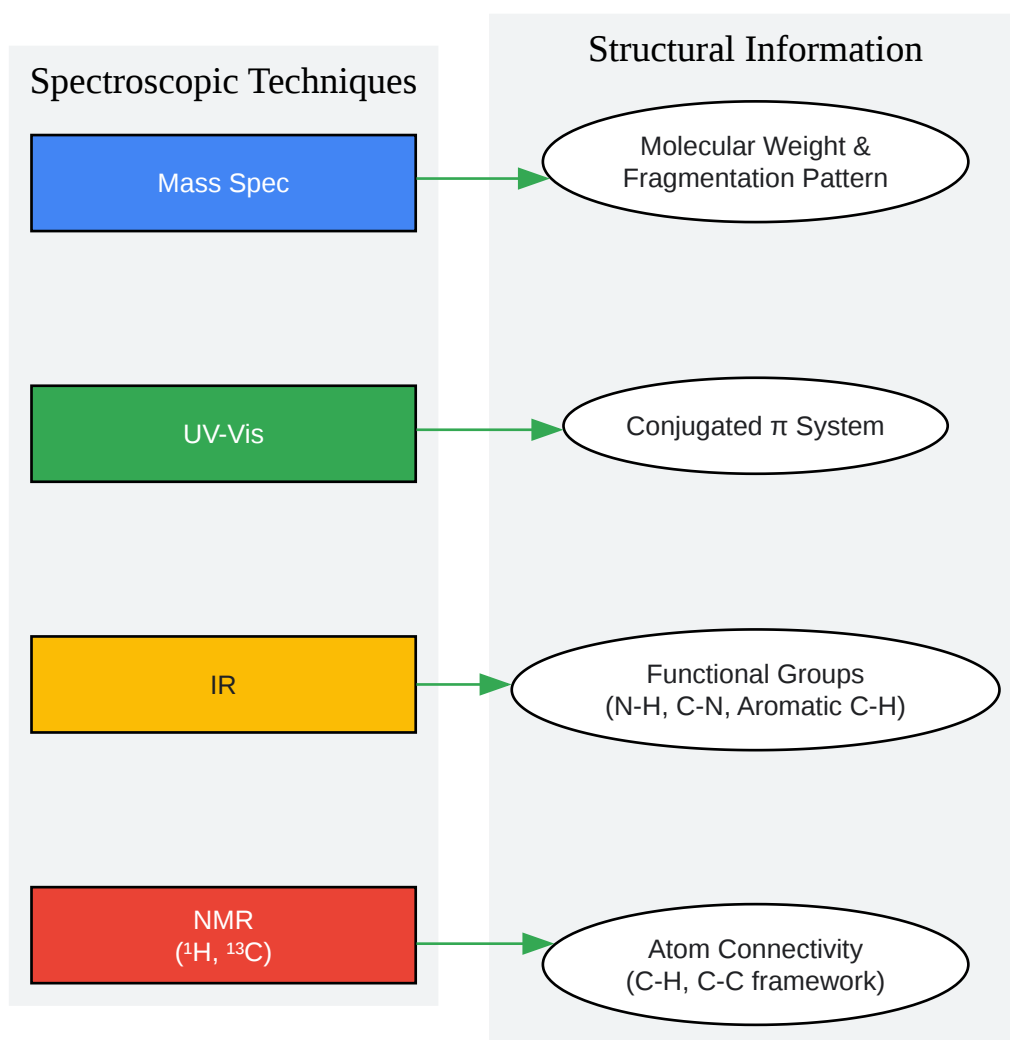 Spectroscopic Techniques
Structural Information
Mass Spec
Molecular Weight &
Fragmentation Pattern
UV-Vis
Conjugated π System
IR
Functional Groups
(N-H, C-N, Aromatic C-H)
NMR
(¹H, ¹³C)
Atom Connectivity
(C-H, C-C framework)